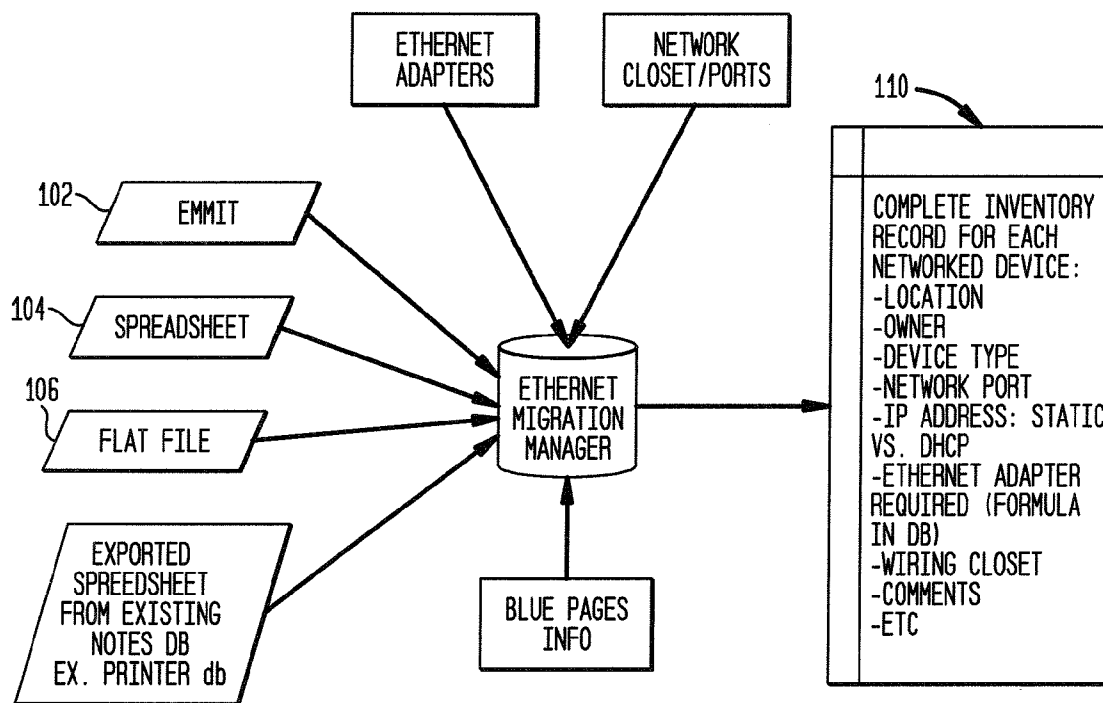 ETHERNET
ADAPTERS
NETWORK
CLOSET/PORTS
110
102
EMMIT
104
SPREADSHEET
106
FLAT FILE
EXPORTED
SPREEDSHEET
FROM EXISTING
NOTES DB
EX. PRINTER db
ETHERNET
MIGRATION
MANAGER
BLUE PAGES
INFO
COMPLETE INVENTORY
RECORD FOR EACH
NETWORKED DEVICE:
-LOCATION
-OWNER
-DEVICE TYPE
-NETWORK PORT
-IP ADDRESS: STATIC
VS. DHCP
-ETHERNET ADAPTER
REQUIRED (FORMULA
IN DB)
-WIRING CLOSET
-COMMENTS
-ETC